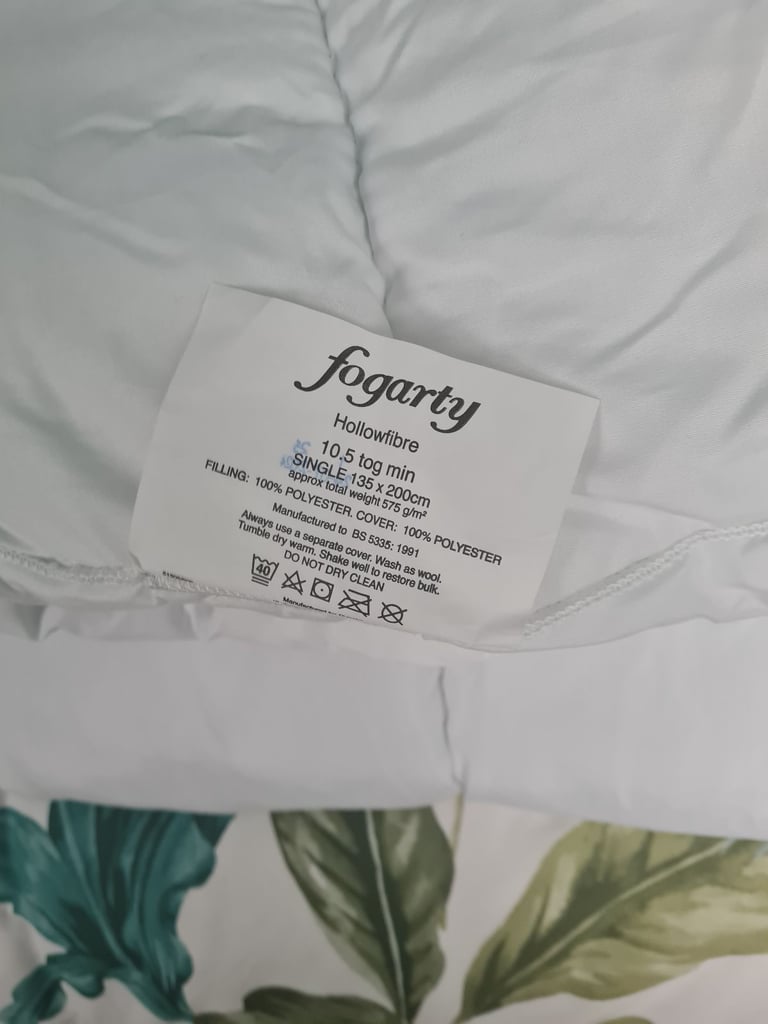 fogarty
Hollowfibre
10.5 tog min
SINGLE 135 x 200cm
approx total weight 575 g/m²
FILLING: 100% POLYESTER. COVER: 100% POLYESTER
Manufactured to BS 5335: 1991
Always use a separate cover. Wash as wool.
Tumble dry warm. Shake well to restore bulk.
DO NOT DRY CLEAN
40
Manufactured by